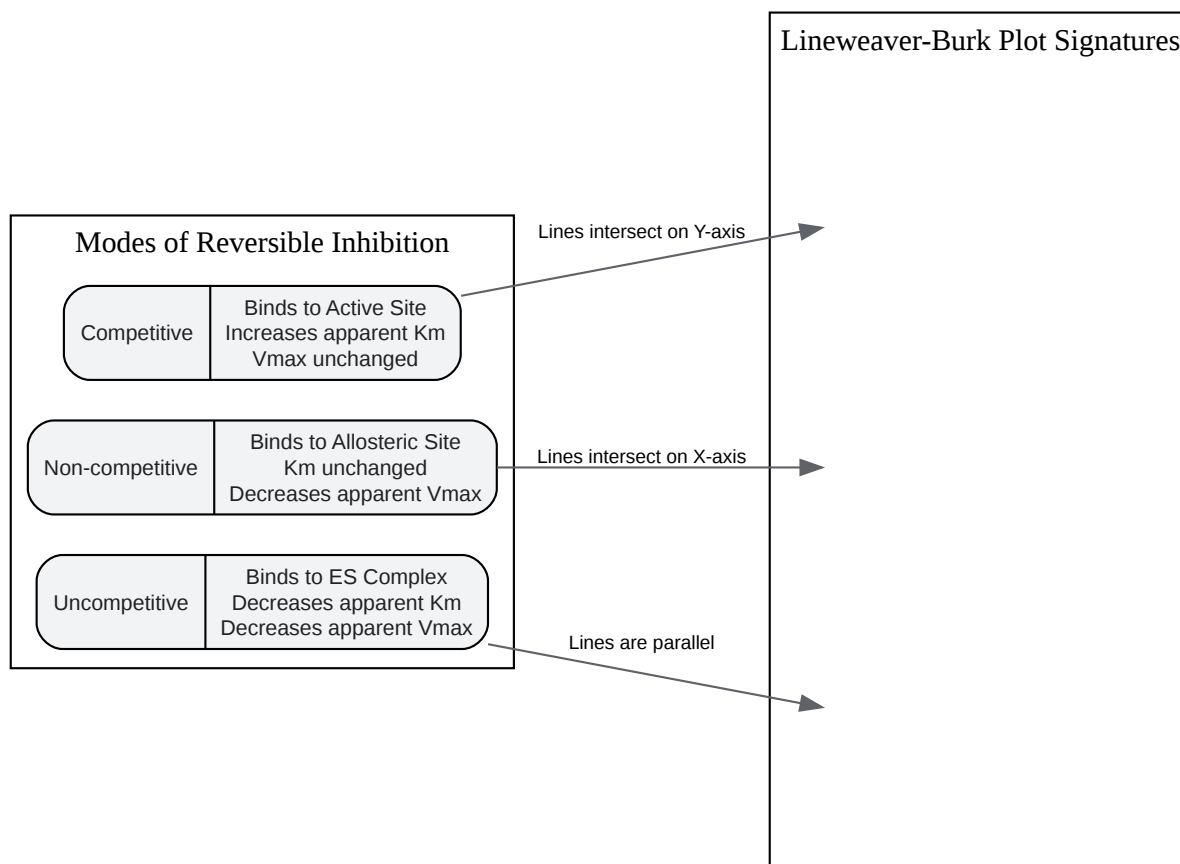 Lineweaver-Burk Plot Signatures
Modes of Reversible Inhibition
Competitive
Binds to Active Site
Increases apparent Km
Vmax unchanged
Lines intersect on Y-axis
Non-competitive
Binds to Allosteric Site
Km unchanged
Decreases apparent Vmax
Lines intersect on X-axis
Uncompetitive
Binds to ES Complex
Decreases apparent Km
Decreases apparent Vmax
Lines are parallel